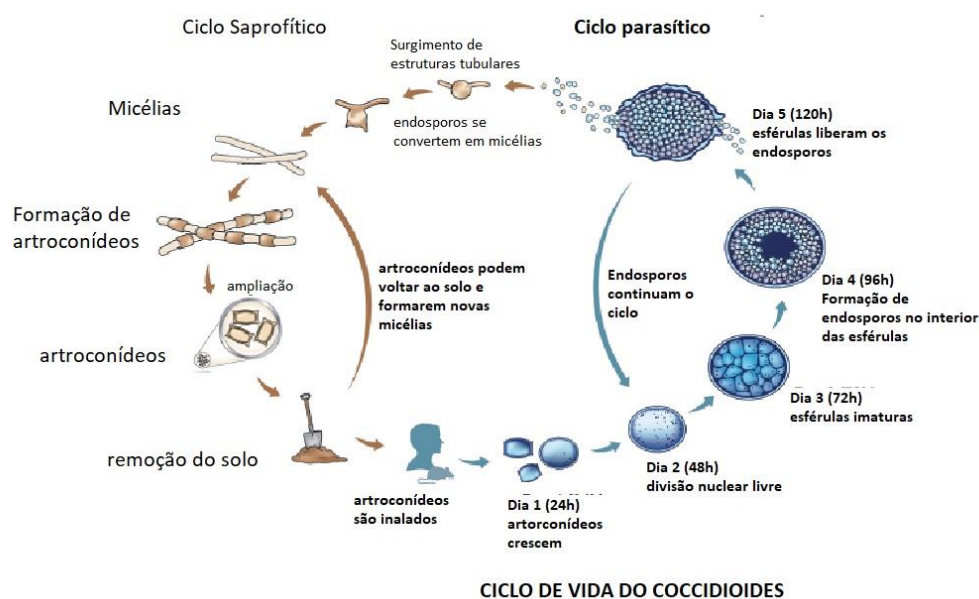 Ciclo Saprofítico
Ciclo parasítico
Surgimento de
estruturas tubulares
Micélias
endosporos se
convertem em micélias
Dia 5 (120h)
esférulas liberam os
endosporos
Formação de
artroconídeos
artroconídeos podem
voltar ao solo e
formarem novas
micélias
Endosporos
continuam o
ciclo
Dia 4 (96h)
Formação de
endosporos no interior
das esférulas
ampliação
artroconídeos
Dia 3 (72h)
esférulas imaturas
remoção do solo
Dia 2 (48h)
divisão nuclear livre
artroconídeos
são inalados
Dia 1 (24h)
artorconídeos
crescem
CICLO DE VIDA DO COCCIDIOIDES